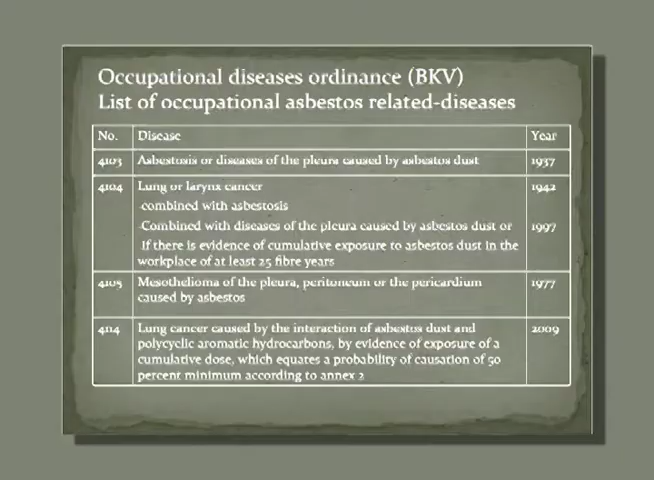 Occupational diseases ordinance (BKV)
List of occupational asbestos related-diseases
No. Disease Year
4103 Asbestosis or diseases of the pleura caused by asbestos dust 1937
4104 Lung or larynx cancer 1942
-combined with asbestosis
-Combined with diseases of the pleura caused by asbestos dust or 1997
-If there is evidence of cumulative exposure to asbestos dust in the
workplace of at least 25 fibre years
4105 Mesothelioma of the pleura, peritoneum or the pericardium 1977
caused by asbestos
4114 Lung cancer caused by the interaction of asbestos dust and 2009
polycyclic aromatic hydrocarbons, by evidence of exposure of a
cumulative dose, which equates a probability of causation of 50
percent minimum according to annex 2